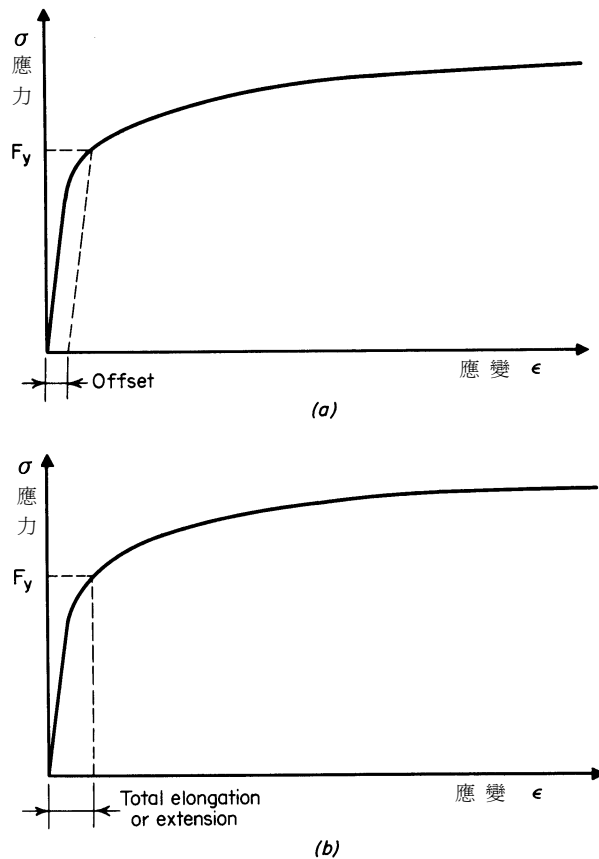 σ
應
力
Fy
應 變 ϵ
Offset
(a)
σ
應
力
Fy
應 變 ϵ
Total elongation
or extension
(b)